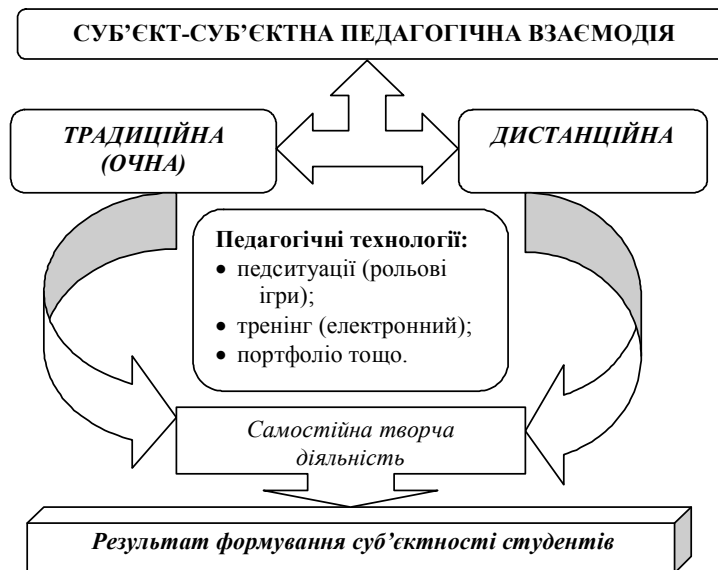 СУБ’ЄКТ-СУБ’ЄКТНА ПЕДАГОГІЧНА ВЗАЄМОДІЯ
ТРАДИЦІЙНА
(ОЧНА)
ДИСТАНЦІЙНА
Педагогічні технології:
• педситуації (рольові
ігри);
• тренінг (електронний);
• портфоліо тощо.
Самостійна творча
діяльність
Результат формування суб’єктності студентів